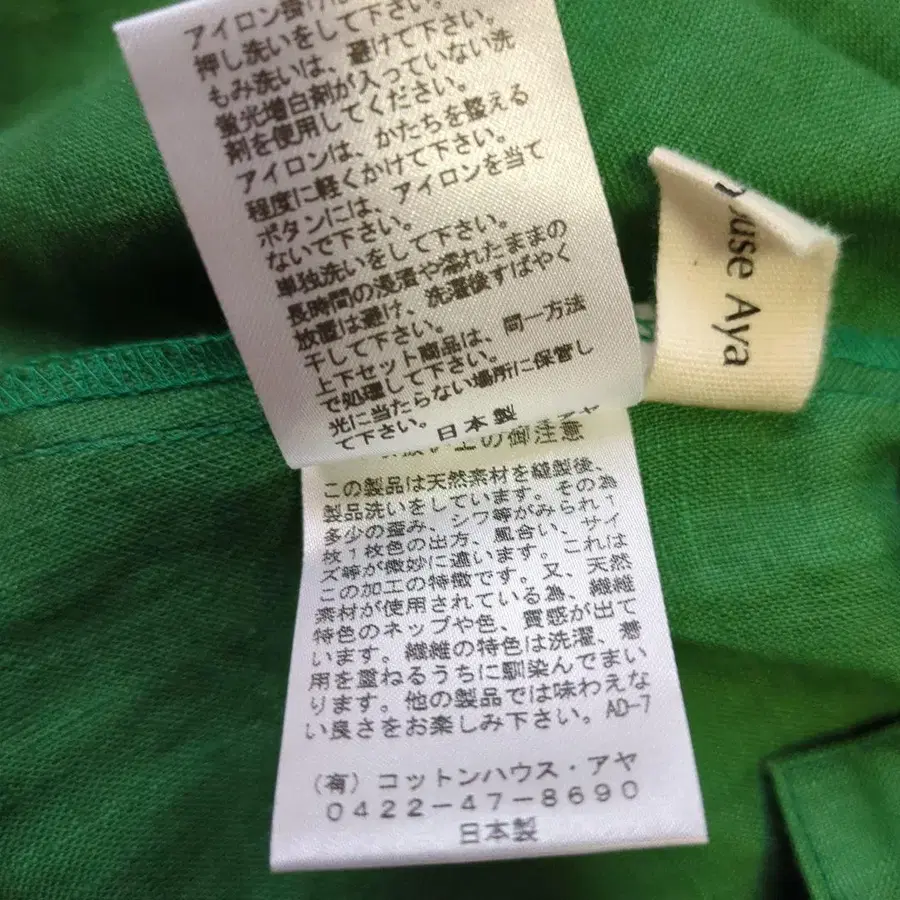 アイロン掛け
押し洗いをして下さい。
もみ洗いは、避けて下さい。
蛍光増白剤が入っていない洗
剤を使用してください。
アイロンは、かたちを整える
程度に軽くかけて下さい。
ボタンには、アイロンを当て
ないで下さい。
単独洗いをして下さい。
長時間の浸漬や濡れたままの
放置は避け、洗濯後すばやく
干して下さい。
上下セット商品は、同一方法
で処理して下さい。
光に当たらない場所に保管し
て下さい。
日本製
ouse Aya
上の御注意
この製品は天然素材を縫製後、
製品洗いをしています。その為
多少の歪み、シワ等がみられ1
枚1枚色の出方、風合い、サイ
ズ等が微妙に違います。これは
この加工の特徴です。又、天然
素材が使用されている為、繊維
特色のネップや色、質感が出て
います。繊維の特色は洗濯、着
用を重ねるうちに馴染んでまい
ります。他の製品では味わえな
い良さをお楽しみ下さい。AD-7
(有)コットンハウス・アヤ
0422-47-8690
日本製